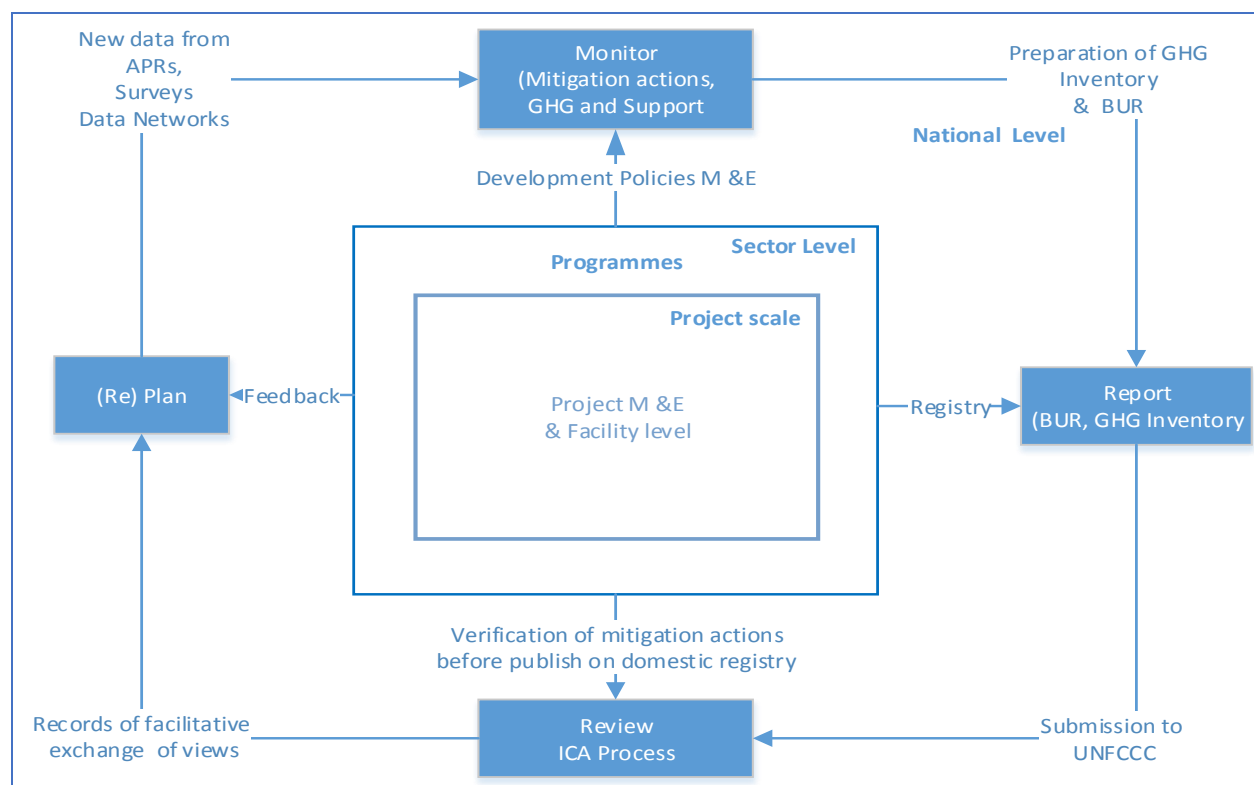 New data from
APRs,
Surveys
Data Networks
Monitor
(Mitigation actions,
GHG and Support
Preparation of GHG
Inventory
& BUR
National Level
Development Policies M &E
Sector Level
Programmes
Project scale
Project M &E
& Facility level
(Re) Plan
Feedback
Registry
Report
(BUR, GHG Inventory
Verification of mitigation actions
before publish on domestic registry
Records of facilitative
exchange of views
Review
ICA Process
Submission to
UNFCCC